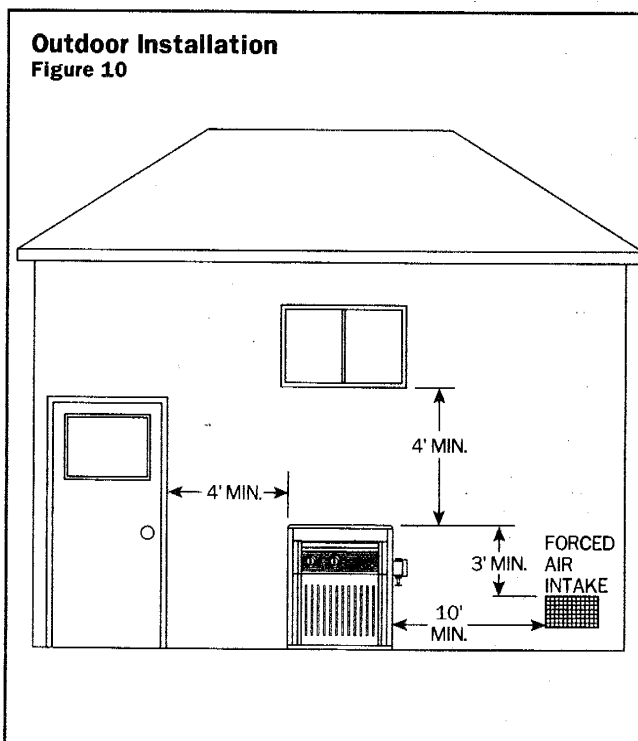 Outdoor Installation
Figure 10
4' MIN.
4' MIN.
3' MIN.
FORCED
AIR
INTAKE
10'
MIN.